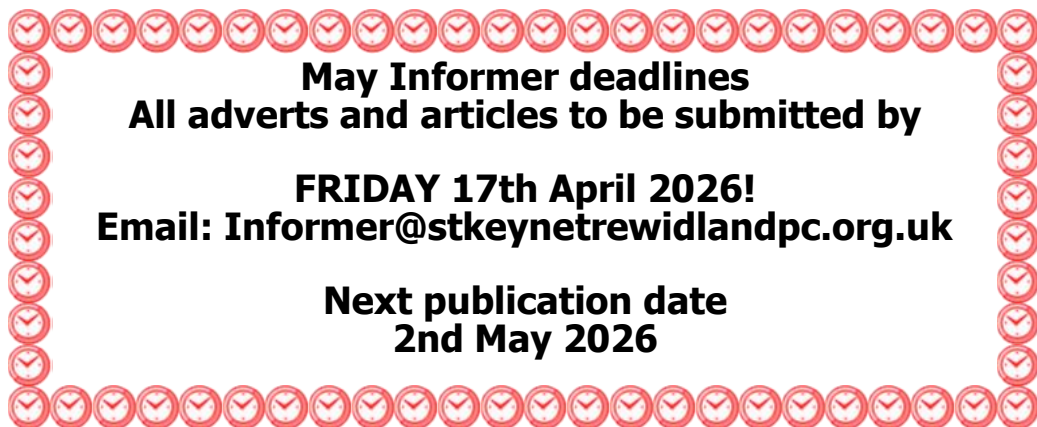 May Informer deadlines
All adverts and articles to be submitted by
FRIDAY 17th April 2026!
Email: Informer@stkeynetrewidlandpc.org.uk
Next publication date
2nd May 2026